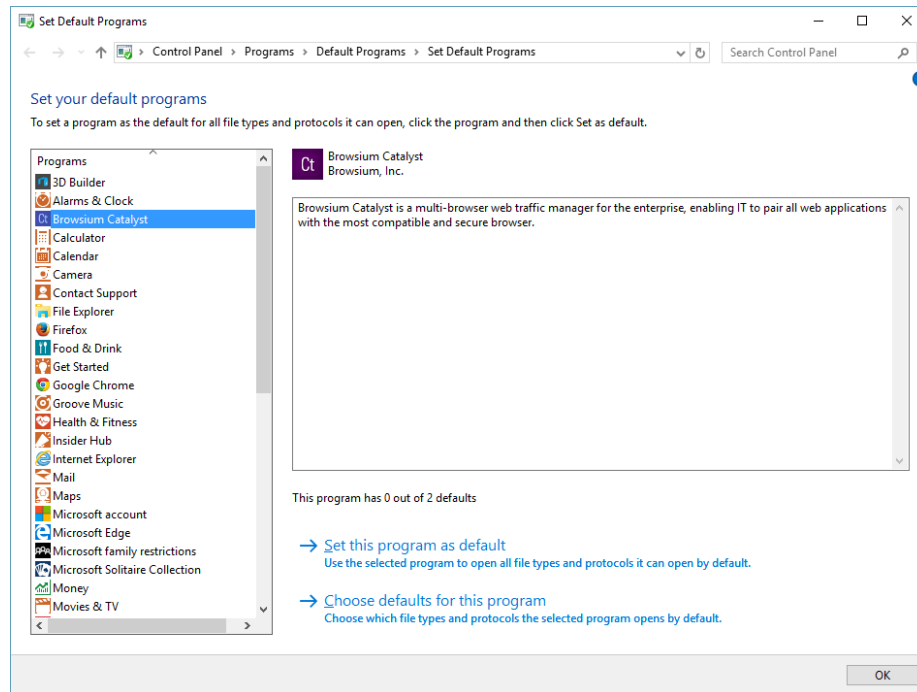 Set Default Programs
Control Panel > Programs > Default Programs > Set Default Programs
Search Control Panel
Set your default programs
To set a program as the default for all file types and protocols it can open, click the program and then click Set as default.
Programs
3D Builder
Alarms & Clock
Ct Browsium Catalyst
Calculator
Calendar
Camera
Contact Support
File Explorer
Firefox
Food & Drink
Get Started
Google Chrome
Groove Music
Health & Fitness
Insider Hub
Internet Explorer
Mail
Maps
Microsoft account
Microsoft Edge
Microsoft family restrictions
Microsoft Solitaire Collection
Money
Movies & TV
Ct
Browsium Catalyst
Browsium, Inc.
Browsium Catalyst is a multi-browser web traffic manager for the enterprise, enabling IT to pair all web applications
with the most compatible and secure browser.
This program has 0 out of 2 defaults
Set this program as default
Use the selected program to open all file types and protocols it can open by default.
Choose defaults for this program
Choose which file types and protocols the selected program opens by default.
OK